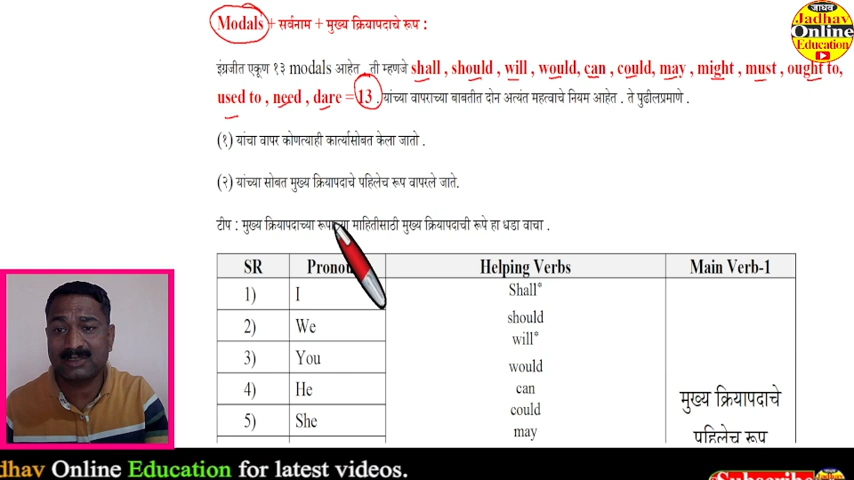 Modals + सर्वनाम + मुख्य क्रियापदाचे रूप :
जाधव
Jadhav
Online
Education
इंग्रजीत एकूण १३ modals आहेत . ती म्हणजे shall , should , will , would, can , could, may , might , must , ought to,
used to , need , dare = 13 . यांच्या वापराच्या बाबतीत दोन अत्यंत महत्वाचे नियम आहेत . ते पुढीलप्रमाणे .
(१) यांचा वापर कोणत्याही कार्त्यासोबत केला जातो .
(२) यांच्या सोबत मुख्य क्रियापदाचे पहिलेच रूप वापरले जाते.
टीप : मुख्य क्रियापदाच्या माहितीसाठी मुख्य क्रियापदाची रूपे हा धडा वाचा .
SR Helping Verbs Main Verb-1
1) I Shall*
should
2) We
will*
3) You
would
4) He can
could
5) She
may
मुख्य क्रियापदाचे
पहिलेच रूप
dhav Online Education for latest videos.
Subscribe